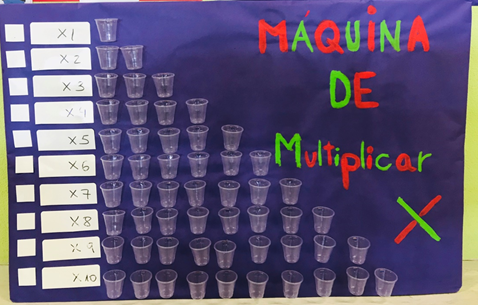 MÁQUiNA
DE
Multiplicar
X
X1
X2
X3
X4
X5
X6
X7
X8
X9
X10